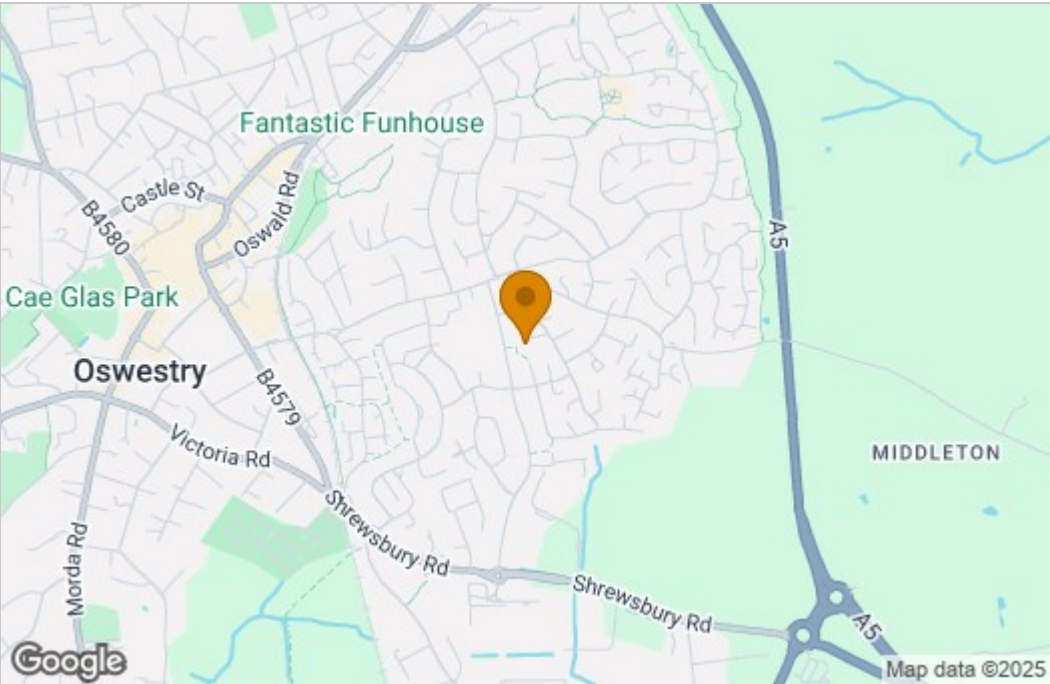 Fantastic Funhouse
Castle St
B4580
Oswald Rd
A5
Cae Glas Park
Oswestry
B4579
Victoria Rd
MIDDLETON
Shrewsbury Rd
Morda Rd
Shrewsbury Rd
A5
Google
Map data ©2025